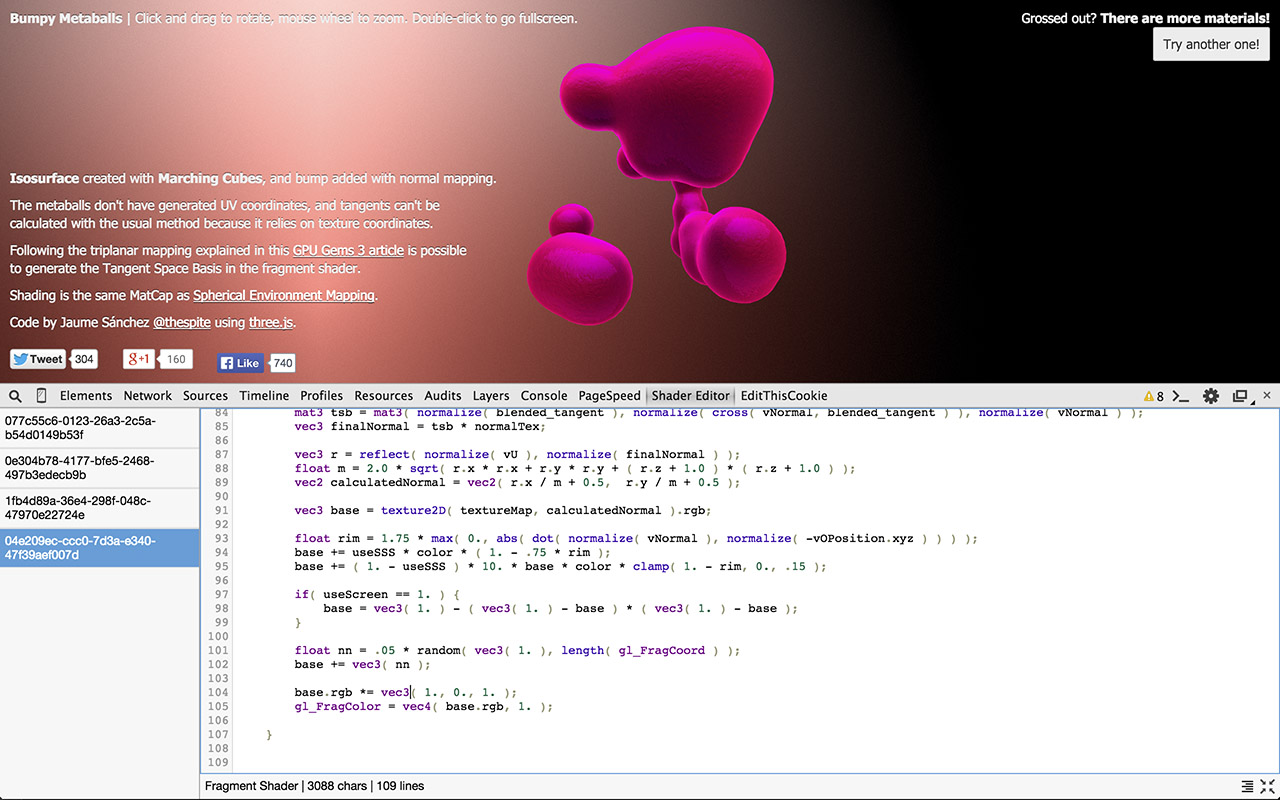 Bumpy Metaballs | Click and drag to rotate, mouse wheel to zoom. Double-click to go fullscreen.
Grossed out? There are more materials!
Try another one!
Isosurface created with Marching Cubes, and bump added with normal mapping.
The metaballs don't have generated UV coordinates, and tangents can't be
calculated with the usual method because it relies on texture coordinates.
Following the triplanar mapping explained in this GPU Gems 3 article is possible
to generate the Tangent Space Basis in the fragment shader.
Shading is the same MatCap as Spherical Environment Mapping.
Code by Jaume Sánchez @thespite using three.js.
Tweet 304 g+1 160 Like 740
Elements Network Sources Timeline Profiles Resources Audits Layers Console PageSpeed Shader Editor EditThisCookie 8
077c55c6-0123-26a3-2c5a-
b54d0149b53f
0e304b78-4177-bfe5-2468-
497b3edecb9b
1fb4d89a-36e4-298f-048c-
47970e22724e
04e209ec-ccc0-7d3a-e340-
47f39aef007d
84 mat3 tsb = mat3( normalize( blended_tangent ), normalize( cross( vNormal, blended_tangent ) ), normalize( vNormal ) );
85 vec3 finalNormal = tsb * normalTex;
86
87 vec3 r = reflect( normalize( vU ), normalize( finalNormal ) );
88 float m = 2.0 * sqrt( r.x * r.x + r.y * r.y + ( r.z + 1.0 ) * ( r.z + 1.0 ) );
89 vec2 calculatedNormal = vec2( r.x / m + 0.5, r.y / m + 0.5 );
90
91 vec3 base = texture2D( textureMap, calculatedNormal ).rgb;
92
93 float rim = 1.75 * max( 0., abs( dot( normalize( vNormal ), normalize( -vOPosition.xyz ) ) ) );
94 base += useSSS * color * ( 1. - .75 * rim );
95 base += ( 1. - useSSS ) * 10. * base * color * clamp( 1. - rim, 0., .15 );
96
97 if( useScreen == 1. ) {
98 base = vec3( 1. ) - ( vec3( 1. ) - base ) * ( vec3( 1. ) - base );
99 }
100
101 float nn = .05 * random( vec3( 1. ), length( gl_FragCoord ) );
102 base += vec3( nn );
103
104 base.rgb *= vec3( 1., 0., 1. );
105 gl_FragColor = vec4( base.rgb, 1. );
106
107 }
108
109
Fragment Shader | 3088 chars | 109 lines